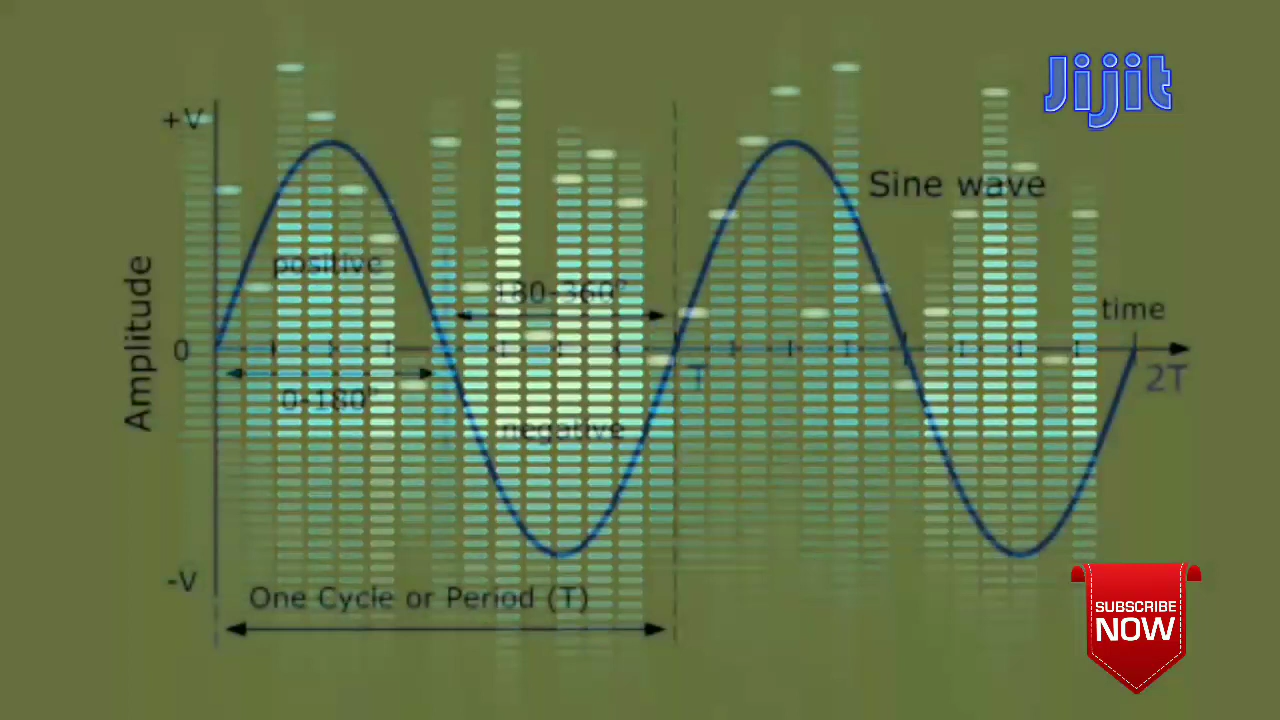 Jijit
+V
Sine wave
positive
180-360°
time
Amplitude
0
T
2T
0-180°
negative
-V
One Cycle or Period (T)
SUBSCRIBE
NOW